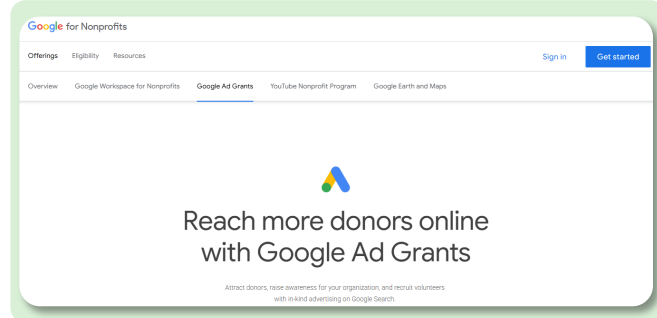 Google for Nonprofits
Offerings Eligibility Resources Sign in Get started
Overview Google Workspace for Nonprofits Google Ad Grants YouTube Nonprofit Program Google Earth and Maps
Reach more donors online
with Google Ad Grants
Attract donors, raise awareness for your organization, and recruit volunteers
with in-kind advertising on Google Search.